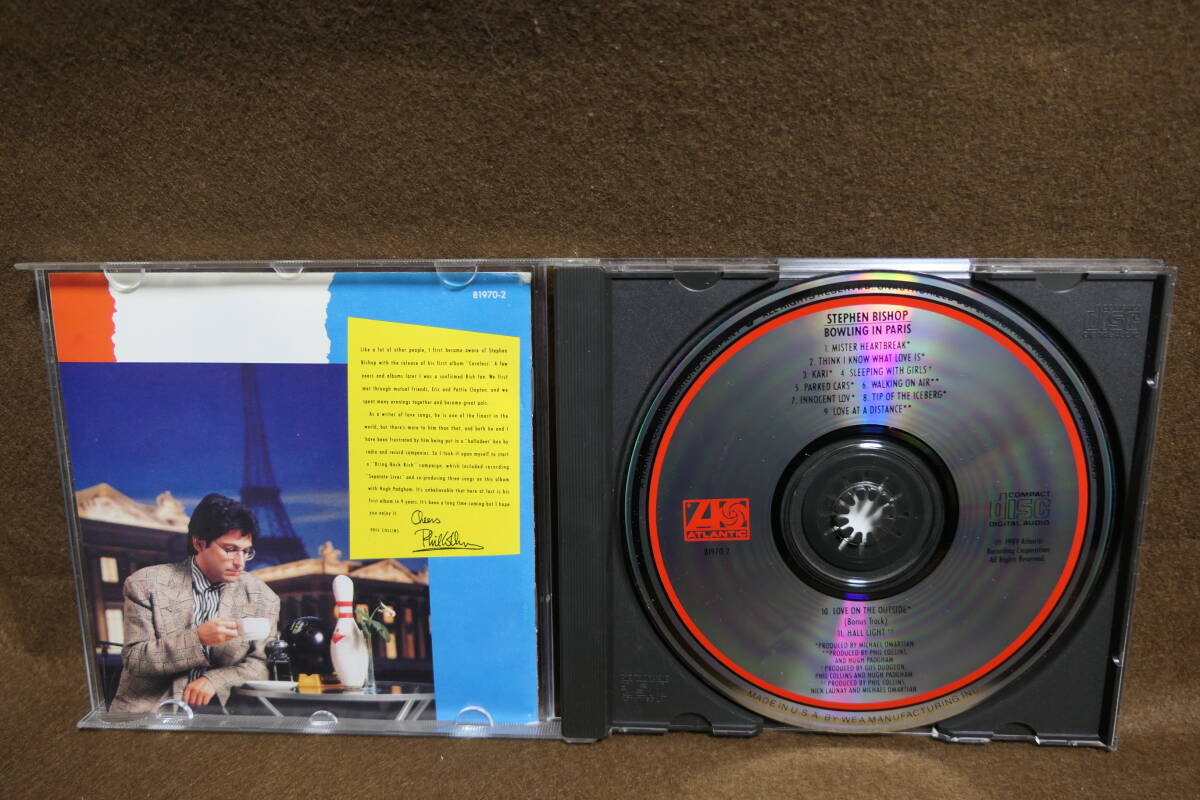 81970-2
Like a lot of other people, I first became aware of Stephen
Bishop with the release of his first album "Careless." A few
years and albums later I was a confirmed Bish fan. We first
met through mutual friends, Eric and Pattie Clapton, and we
spent many evenings together and became great pals.
As a writer of love songs, he is one of the finest in the
world, but there's more to him than that, and both he and I
have been frustrated by him being put in a "balladeer" box by
radio and record companies. So I took it upon myself to start
a "Bring Back Bish" campaign, which included recording
"Separate Lives" and co-producing three songs on this album
with Hugh Padgham. It's unbelievable that here at last is his
first album in 9 years. It's been a long time coming but I hope
you enjoy it.
Cheers
PHIL COLLINS
Phil Collins
STEPHEN BISHOP
BOWLING IN PARIS
1. MISTER HEARTBREAK*
2. THINK I KNOW WHAT LOVE IS*
3. KARI* 4. SLEEPING WITH GIRLS
5. PARKED CARS* 6. WALKING ON AIR**
7. INNOCENT LUV* 8. TIP OF THE ICEBERG*
9. LOVE AT A DISTANCE**
ATLANTIC
81970-2
COMPACT
disc
DIGITAL AUDIO
℗ 1989 Atlantic
Recording Corporation
All Rights Reserved.
10. LOVE ON THE OUTSIDE*
(Bonus Track)
11. HALL LIGHT
*PRODUCED BY MICHAEL OMARTIAN
**PRODUCED BY PHIL COLLINS
AND HUGH PADGHAM
PRODUCED BY GUS DUDGEON,
PHIL COLLINS AND HUGH PADGHAM
PRODUCED BY PHIL COLLINS,
NICK LAUNAY AND MICHAEL OMARTIAN
MADE IN U.S.A. BY WEA MANUFACTURING INC.
COMPACT
disc
DIGITAL AUDIO